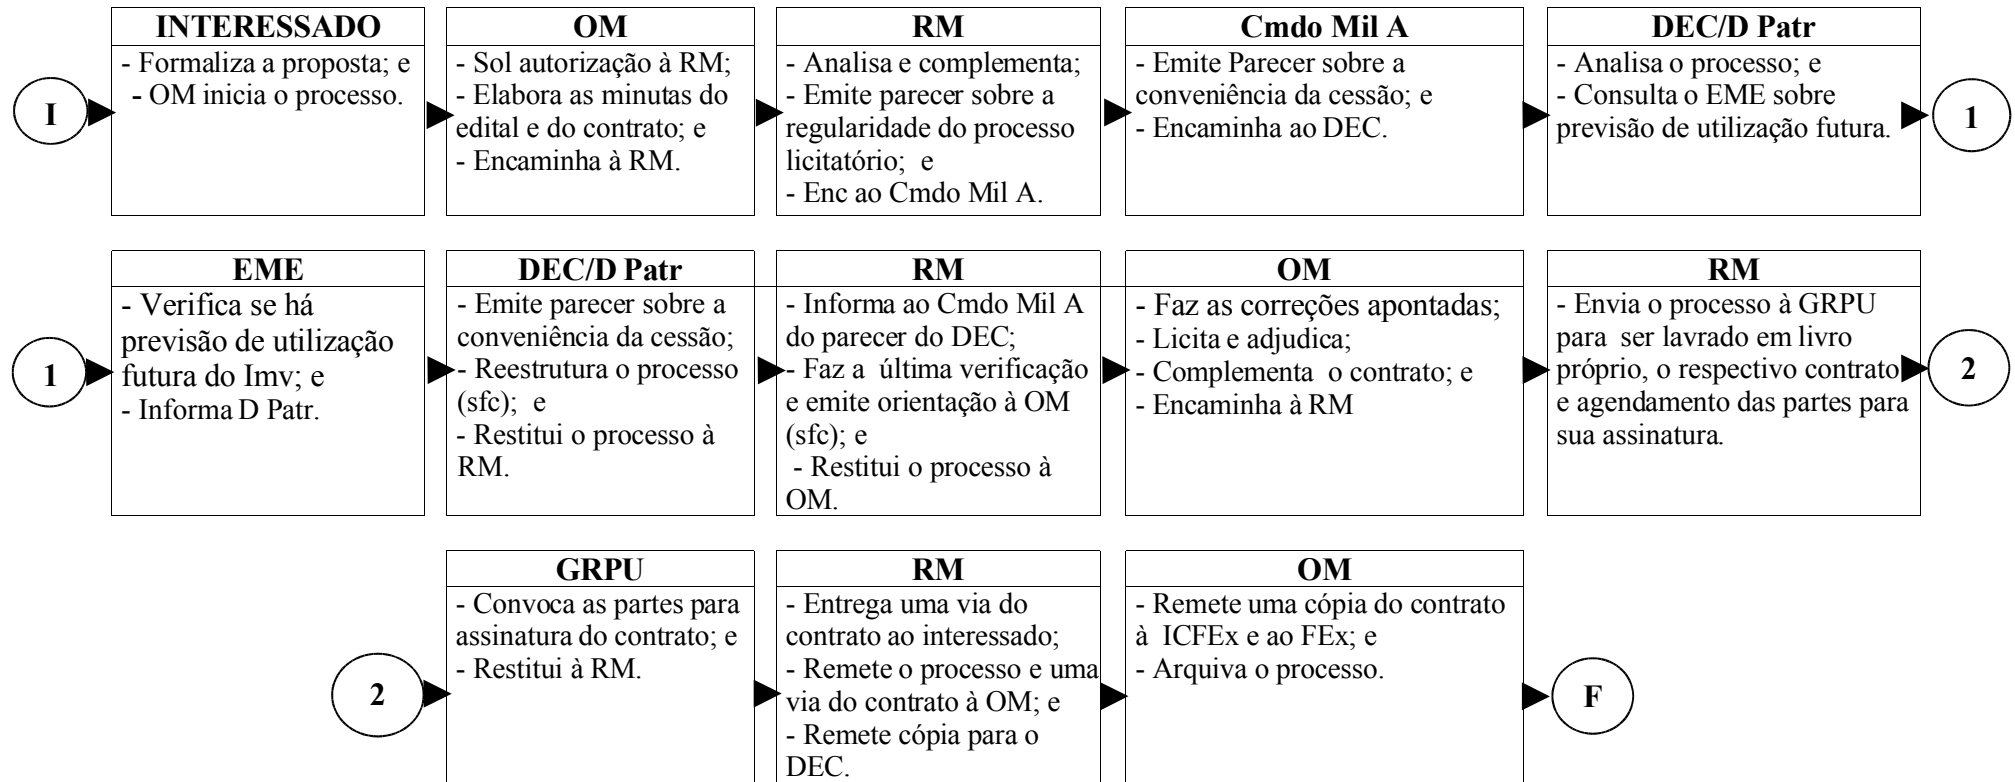 I
INTERESSADO
- Formaliza a proposta; e
- OM inicia o processo.
OM
- Sol autorização à RM;
- Elabora as minutas do
edital e do contrato; e
- Encaminha à RM.
RM
- Analisa e complementa;
- Emite parecer sobre a
regularidade do processo
licitatório; e
- Enc ao Cmdo Mil A.
Cmdo Mil A
- Emite Parecer sobre a
conveniência da cessão; e
- Encaminha ao DEC.
DEC/D Patr
- Analisa o processo; e
- Consulta o EME sobre
previsão de utilização futura.
1
1
EME
- Verifica se há
previsão de utilização
futura do Imv; e
- Informa D Patr.
DEC/D Patr
- Emite parecer sobre a
conveniência da cessão;
- Reestrutura o processo
(sfc); e
- Restitui o processo à
RM.
RM
- Informa ao Cmdo Mil A
do parecer do DEC;
- Faz a última verificação
e emite orientação à OM
(sfc); e
- Restitui o processo à
OM.
OM
- Faz as correções apontadas;
- Licita e adjudica;
- Complementa o contrato; e
- Encaminha à RM
RM
- Envia o processo à GRPU
para ser lavrado em livro
próprio, o respectivo contrato
e agendamento das partes para
sua assinatura.
2
2
GRPU
- Convoca as partes para
assinatura do contrato; e
- Restitui à RM.
RM
- Entrega uma via do
contrato ao interessado;
- Remete o processo e uma
via do contrato à OM; e
- Remete cópia para o
DEC.
OM
- Remete uma cópia do contrato
à ICFEx e ao FEx; e
- Arquiva o processo.
F